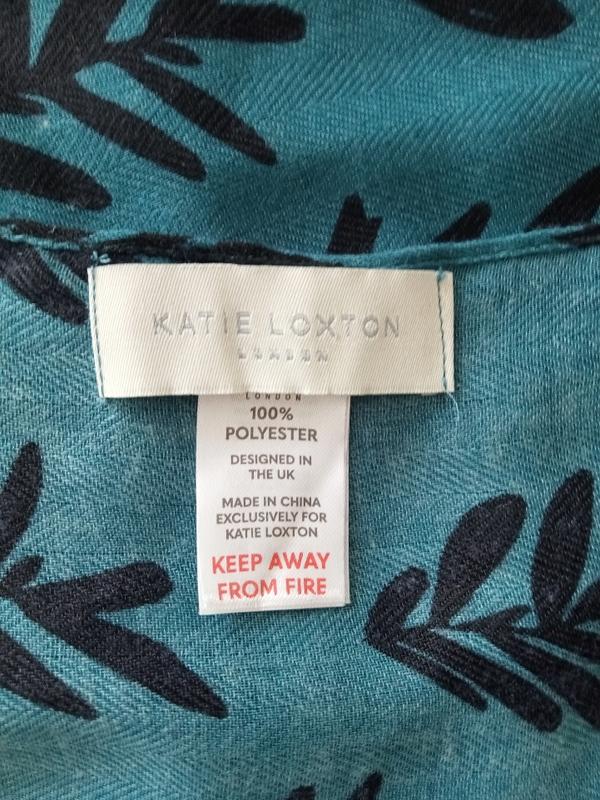 KATIE LOXTON
LONDON
LONDON
100%
POLYESTER
DESIGNED IN
THE UK
MADE IN CHINA
EXCLUSIVELY FOR
KATIE LOXTON
KEEP AWAY
FROM FIRE